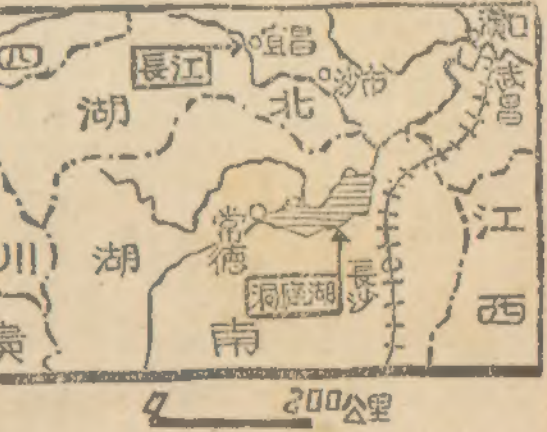 四
川
湖
北
湖
南
江
西
長江
宜昌
沙市
漢口
武昌
常德
洞庭湖
長沙
0
200公里